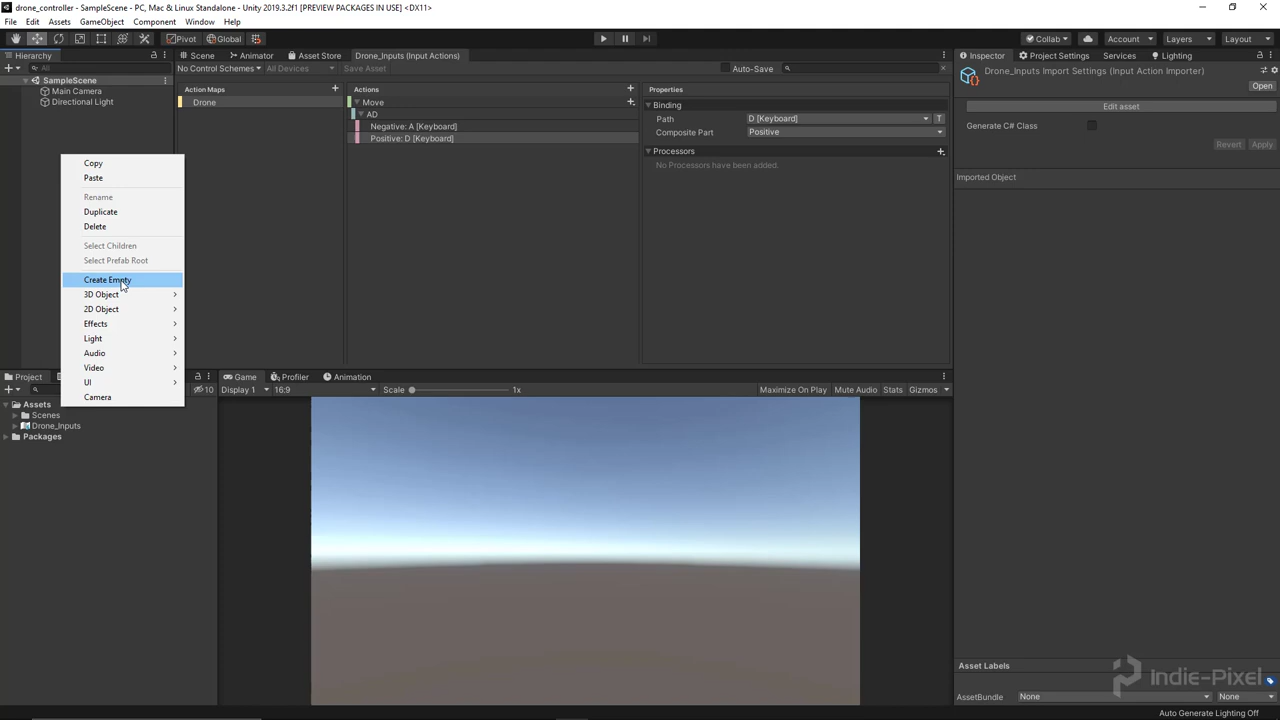 drone_controller - SampleScene - PC, Mac & Linux Standalone - Unity 2019.3.2f1 [PREVIEW PACKAGES IN USE] <DX11>
File Edit Assets GameObject Component Window Help
Pivot Global Collab Account Layers Layout
Hierarchy Scene Animator Asset Store Drone_Inputs (Input Actions) Inspector Project Settings Services Lighting
All No Control Schemes All Devices Save Asset Auto-Save
Drone_Inputs Import Settings (Input Action Importer)
Open
SampleScene
Main Camera
Directional Light
Action Maps
Drone
Actions
Move
AD
Negative: A [Keyboard]
Positive: D [Keyboard]
Properties
Binding
Path D [Keyboard] T
Composite Part Positive
Processors
No Processors have been added.
Edit asset
Generate C# Class
Revert Apply
Imported Object
Copy
Paste
Rename
Duplicate
Delete
Select Children
Select Prefab Root
Create Empty
3D Object
2D Object
Effects
Light
Audio
Video
UI
Camera
Project
10
Assets
Scenes
Drone_Inputs
Packages
Game Profiler Animation
Display 1 16:9 Scale 1x Maximize On Play Mute Audio Stats Gizmos
Asset Labels
indie-Pixel
AssetBundle None None
Auto Generate Lighting Off